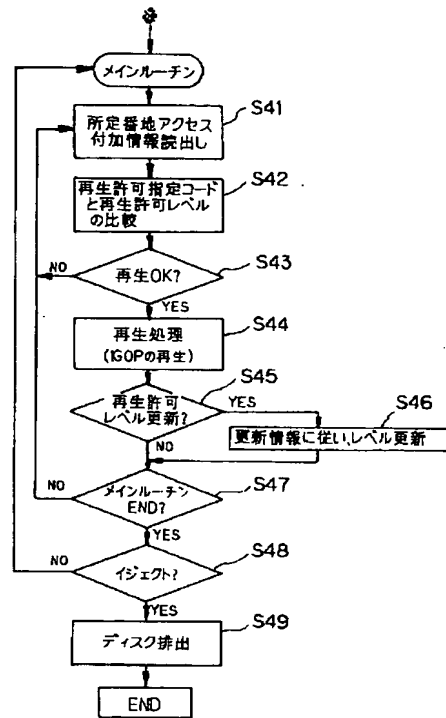 メインルーチン
S41
所定番地アクセス
付加情報読出し
S42
再生許可指定コード
と再生許可レベル
の比較
S43
再生OK?
NO
YES
S44
再生処理
(1GOPの再生)
S45
再生許可
レベル更新?
YES
NO
S46
更新情報に従い,レベル更新
S47
メインルーチン
END?
NO
YES
S48
イジェクト?
NO
YES
S49
ディスク排出
END